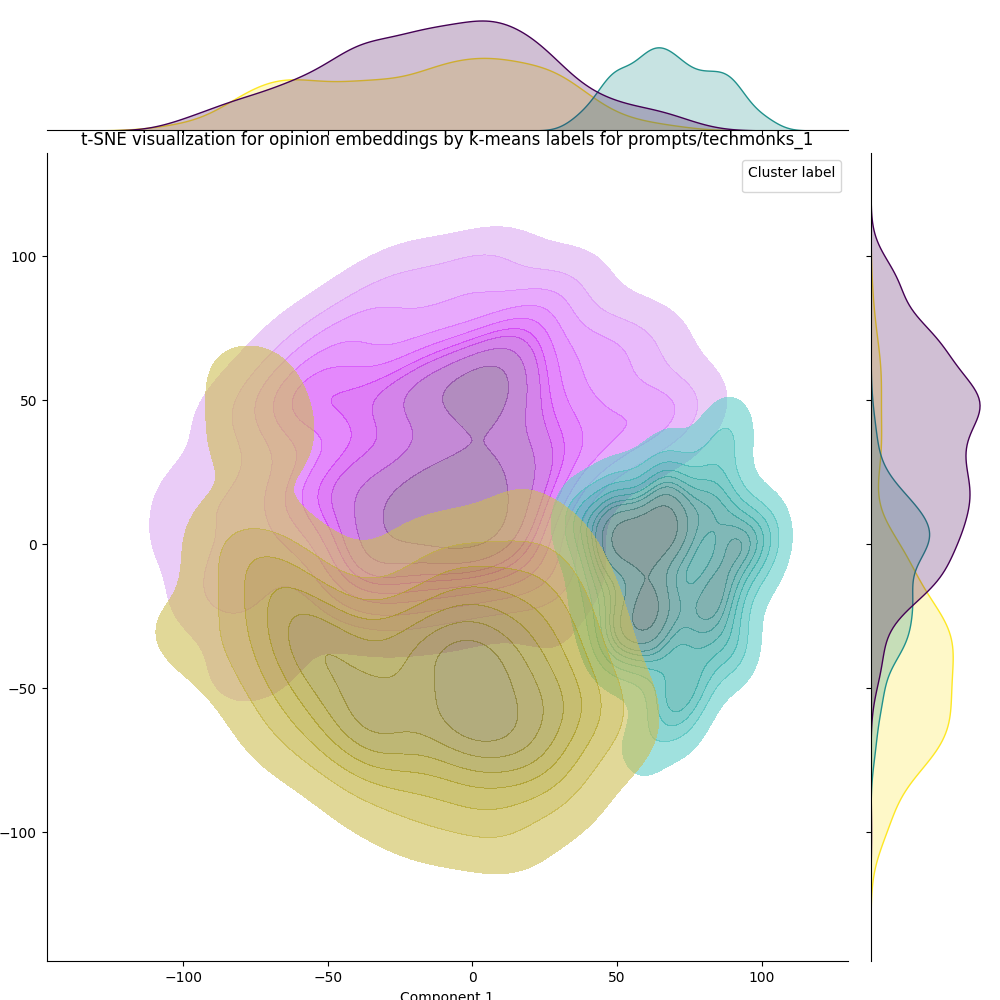 t-SNE visualization for opinion embeddings by k-means labels for prompts/techmonks_1
Cluster label
100
50
0
−50
−100
−100 −50 0 50 100
Component 1